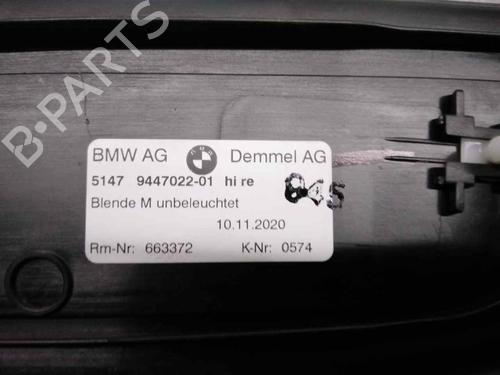 B-PARTS
BMW AG Demmel AG
5147 9447022-01 hi re
Blende M unbeleuchtet
10.11.2020
Rm-Nr: 663372 K-Nr: 0574